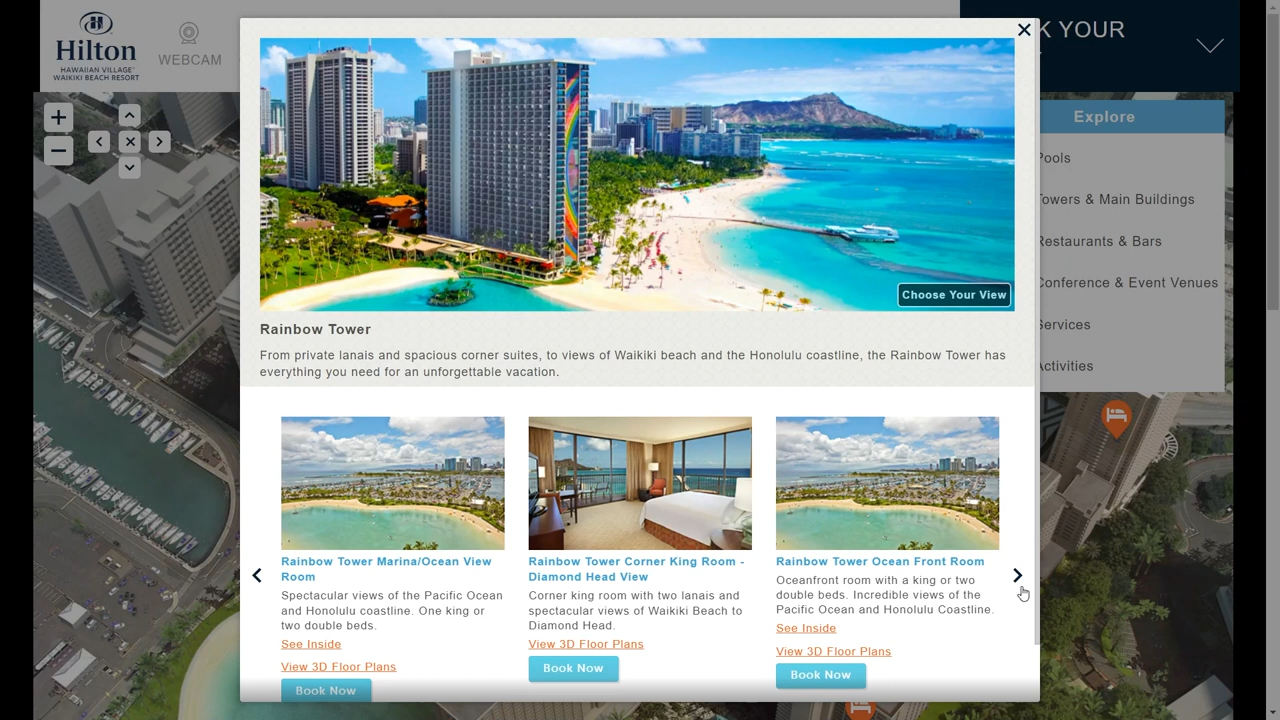 Hilton
HAWAIIAN VILLAGE
WAIKIKI BEACH RESORT
WEBCAM
K YOUR
Explore
Pools
Towers & Main Buildings
Restaurants & Bars
Conference & Event Venues
Services
Activities
Choose Your View
Rainbow Tower
From private lanais and spacious corner suites, to views of Waikiki beach and the Honolulu coastline, the Rainbow Tower has
everything you need for an unforgettable vacation.
Rainbow Tower Marina/Ocean View
Room
Spectacular views of the Pacific Ocean
and Honolulu coastline. One king or
two double beds.
See Inside
View 3D Floor Plans
Book Now
Rainbow Tower Corner King Room -
Diamond Head View
Corner king room with two lanais and
spectacular views of Waikiki Beach to
Diamond Head.
View 3D Floor Plans
Book Now
Rainbow Tower Ocean Front Room
Oceanfront room with a king or two
double beds. Incredible views of the
Pacific Ocean and Honolulu Coastline.
See Inside
View 3D Floor Plans
Book Now